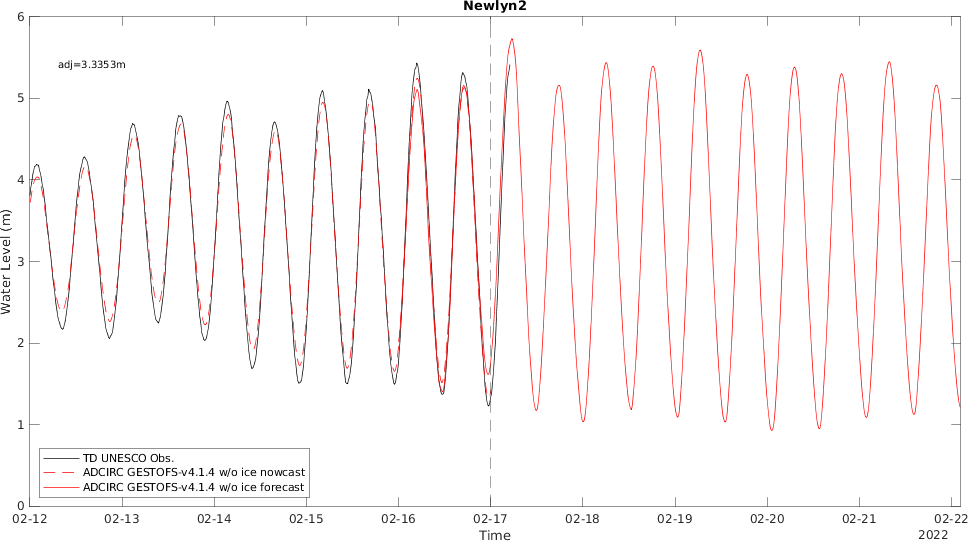 Newlyn2
6
5
4
3
2
1
0
Water Level (m)
adj=3.3353m
TD UNESCO Obs.
ADCIRC GESTOFS-v4.1.4 w/o ice nowcast
ADCIRC GESTOFS-v4.1.4 w/o ice forecast
02-12 02-13 02-14 02-15 02-16 02-17 02-18 02-19 02-20 02-21 02-22
Time
2022